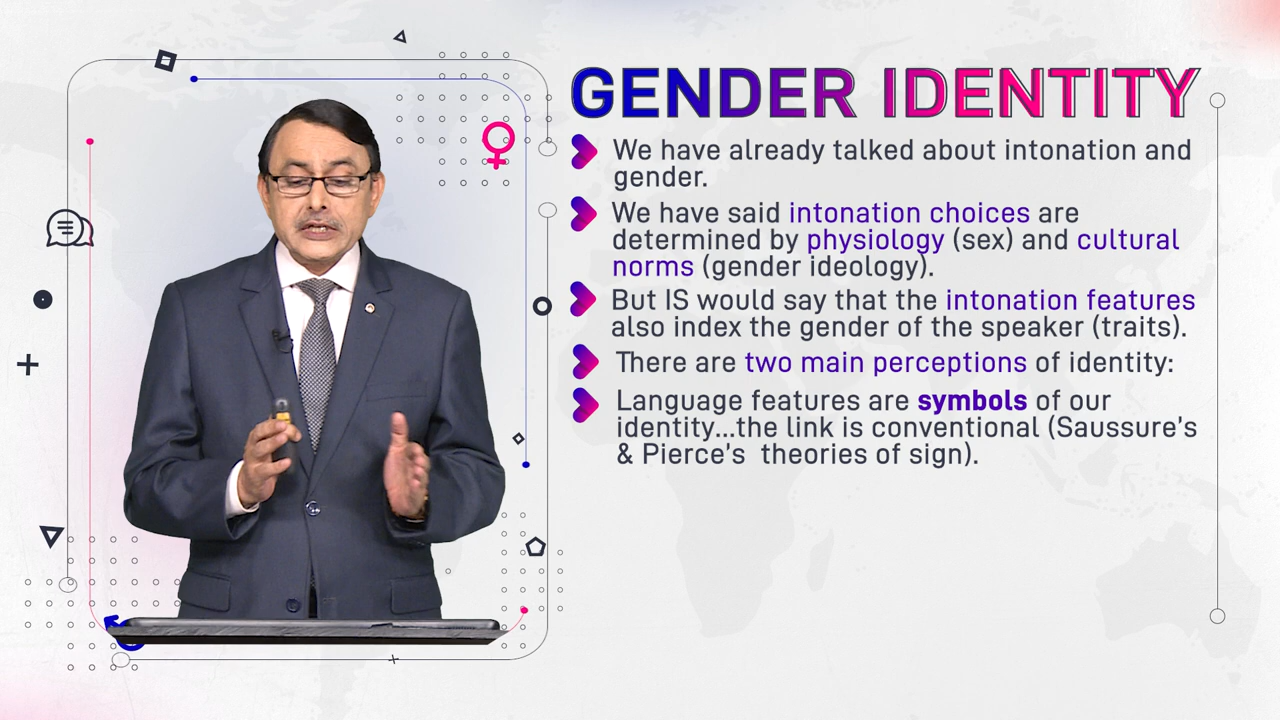 GENDER IDENTITY
We have already talked about intonation and
gender.
We have said intonation choices are
determined by physiology (sex) and cultural
norms (gender ideology).
But IS would say that the intonation features
also index the gender of the speaker (traits).
There are two main perceptions of identity:
Language features are symbols of our
identity...the link is conventional (Saussure's
& Pierce's  theories of sign).